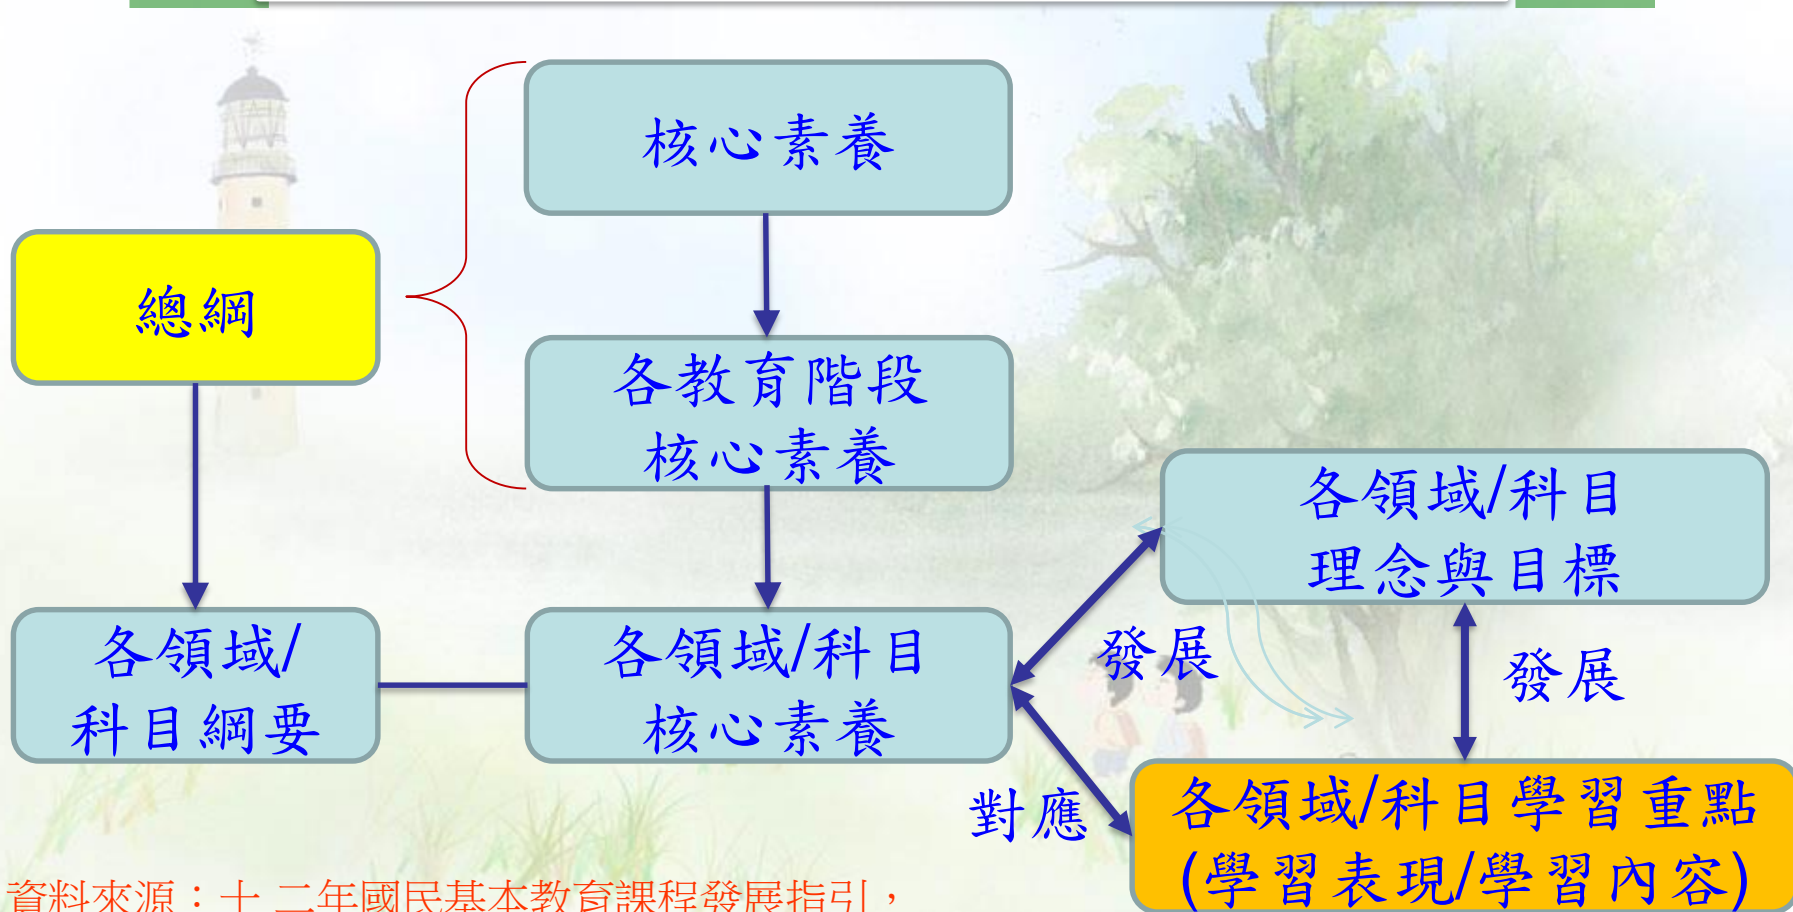 核心素養
總綱
各教育階段
核心素養
各領域/科目
理念與目標
各領域/
科目綱要
各領域/科目
核心素養
發展
發展
對應
各領域/科目學習重點
(學習表現/學習內容)
資料來源：十二年國民基本教育課程發展指引，